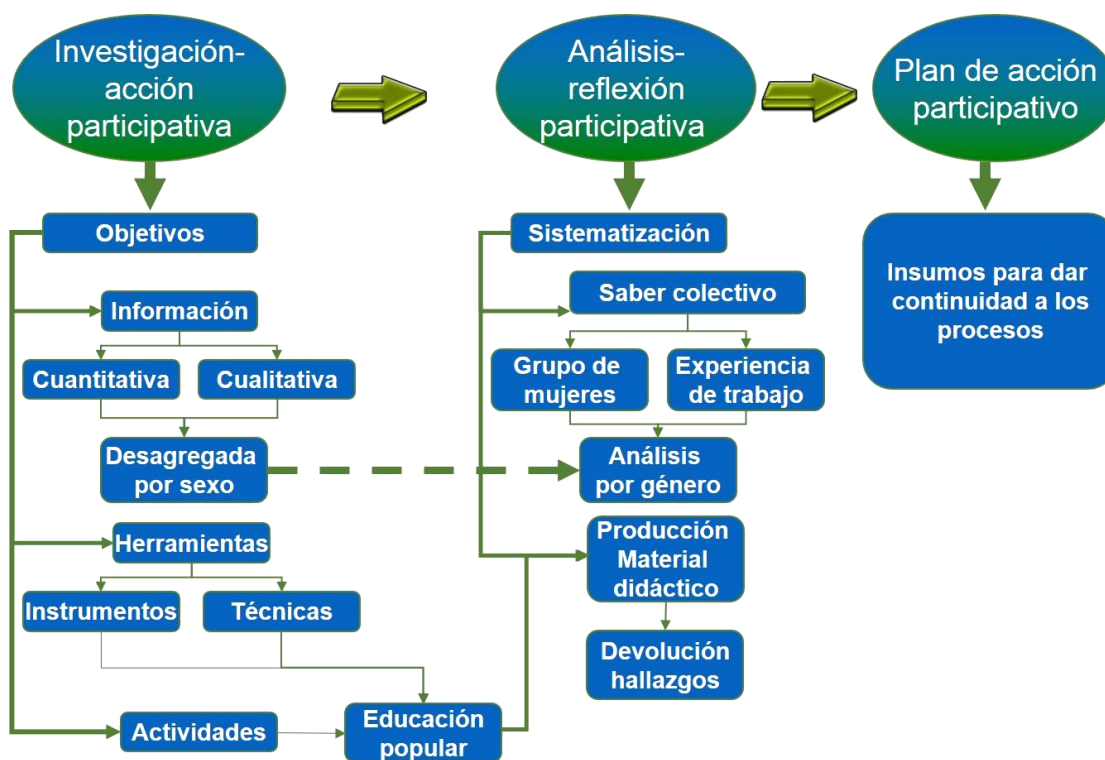 Investigación-
acción
participativa
Análisis-
reflexión
participativa
Plan de acción
participativo
Objetivos
Información
Cuantitativa
Cualitativa
Desagregada
por sexo
Herramientas
Instrumentos
Técnicas
Actividades
Educación
popular
Sistematización
Saber colectivo
Grupo de
mujeres
Experiencia
de trabajo
Análisis
por género
Producción
Material
didáctico
Devolución
hallazgos
Insumos para dar
continuidad a los
procesos